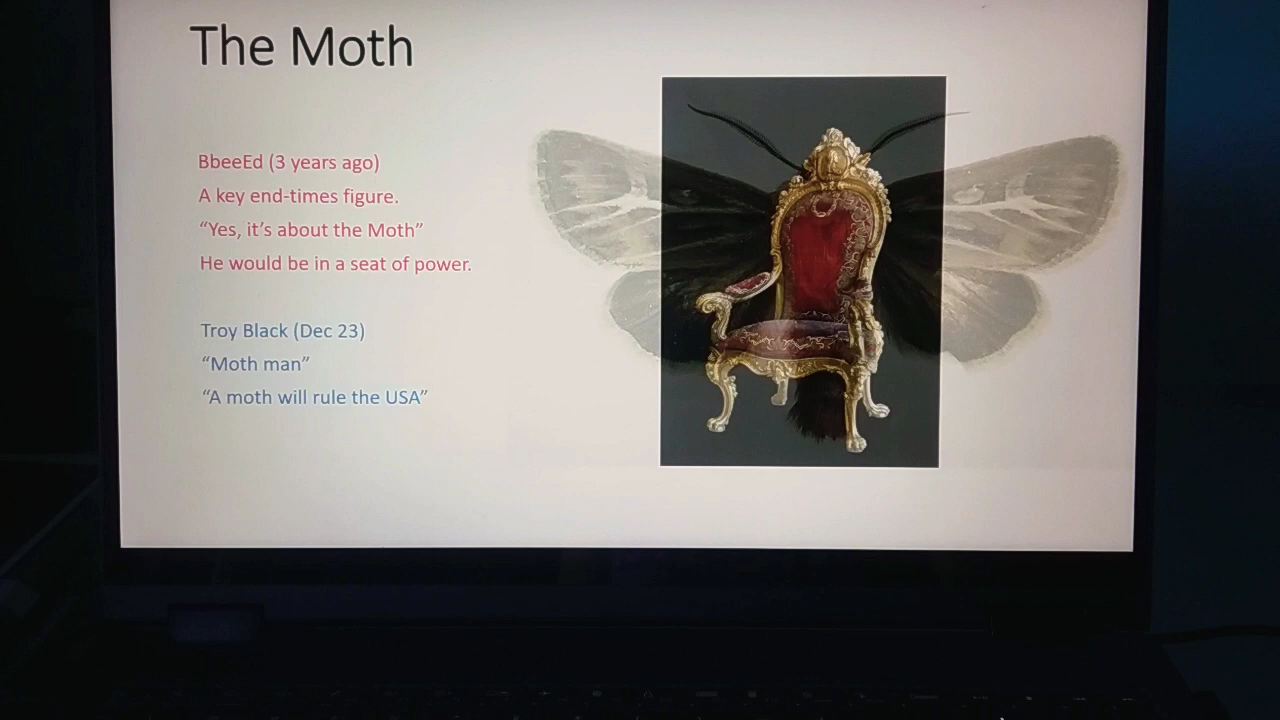 The Moth
BbeeEd (3 years ago)
A key end-times figure.
“Yes, it’s about the Moth”
He would be in a seat of power.
Troy Black (Dec 23)
“Moth man”
“A moth will rule the USA”